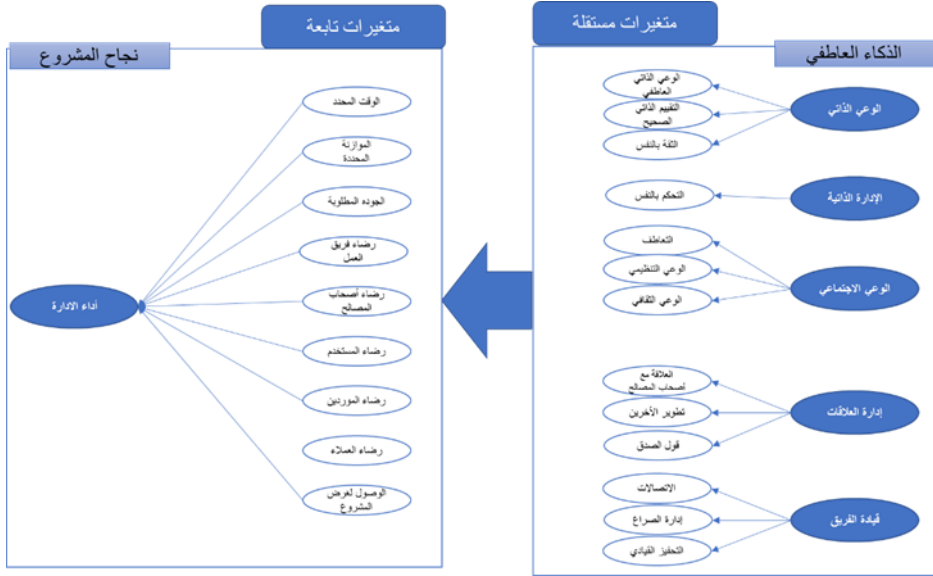 متغيرات مستقلة
الذكاء العاطفي
الوعي الذاتي
الوعي الذاتي
العاطفي
التقييم الذاتي
الصحيح
الثقة بالنفس
الإدارة الذاتية
التحكم بالنفس
الوعي الاجتماعي
التعاطف
الوعي التنظيمي
الوعي الثقافي
إدارة العلاقات
العلاقة مع
أصحاب المصالح
تطوير الأخرين
قول الصدق
قيادة الفريق
الاتصالات
إدارة الصراع
التحفيز القيادي
متغيرات تابعة
نجاح المشروع
الوقت المحدد
الموازنة
المحددة
الجوده المطلوبة
رضاء فريق
العمل
رضاء أصحاب
المصالح
رضاء المستخدم
رضاء الموردين
رضاء العملاء
الوصول لغرض
المشروع
أداء الادارة